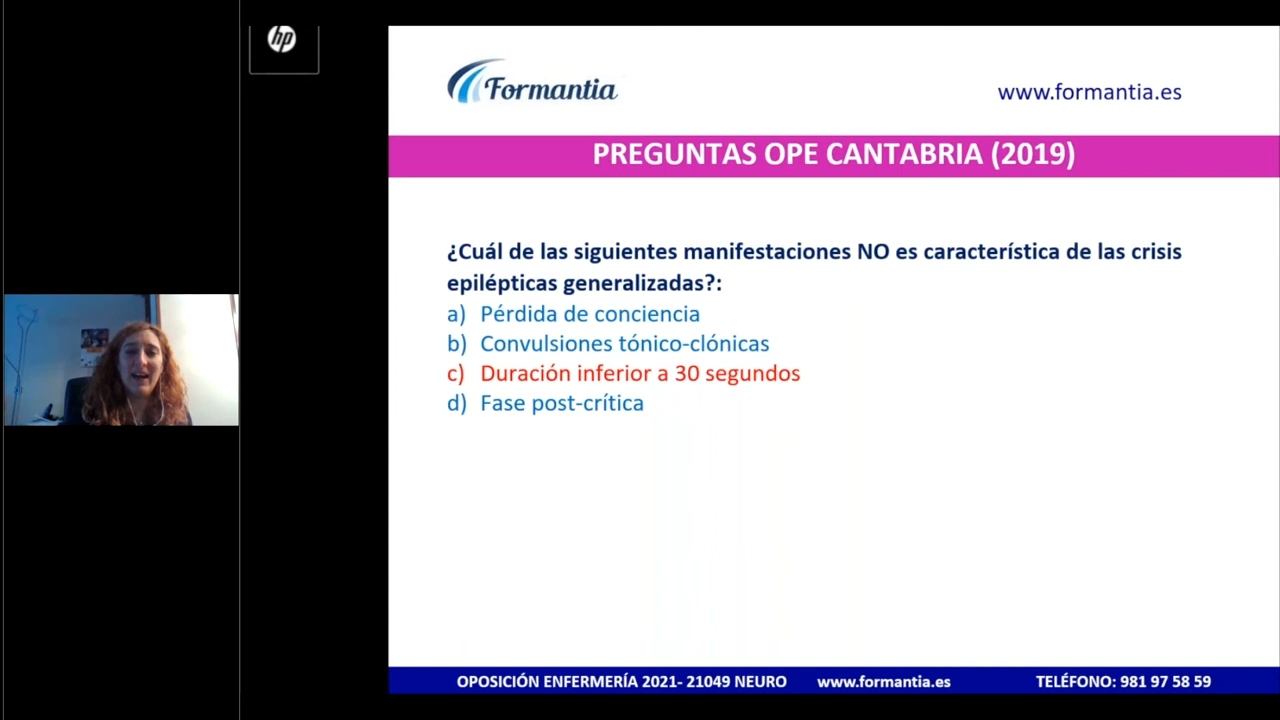 hp
Formantia
www.formantia.es
PREGUNTAS OPE CANTABRIA (2019)
¿Cuál de las siguientes manifestaciones NO es característica de las crisis
epilépticas generalizadas?:
a) Pérdida de conciencia
b) Convulsiones tónico-clónicas
c) Duración inferior a 30 segundos
d) Fase post-crítica
OPOSICIÓN ENFERMERÍA 2021- 21049 NEURO www.formantia.es TELÉFONO: 981 97 58 59